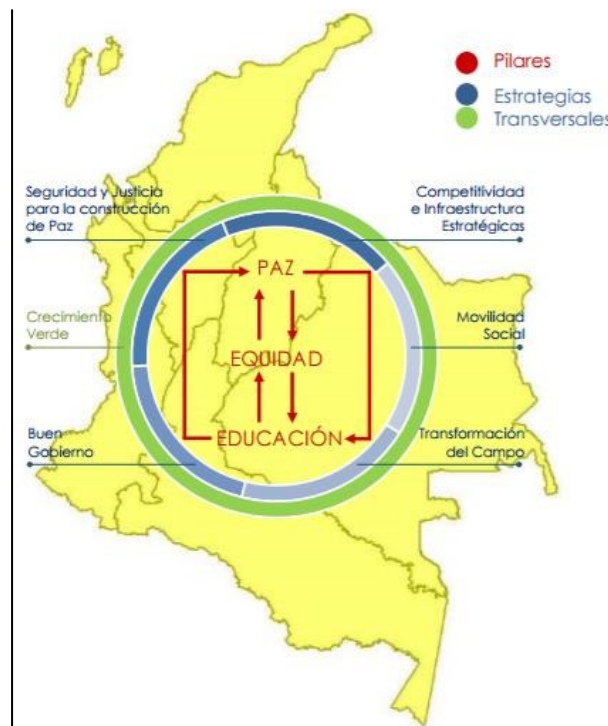 Pilares
Estrategias
Transversales
Seguridad y Justicia
para la construcción
de Paz
Competitividad
e Infraestructura
Estratégicas
PAZ
Crecimiento
Verde
Movilidad
Social
EQUIDAD
EDUCACIÓN
Buen
Gobierno
Transformación
del Campo